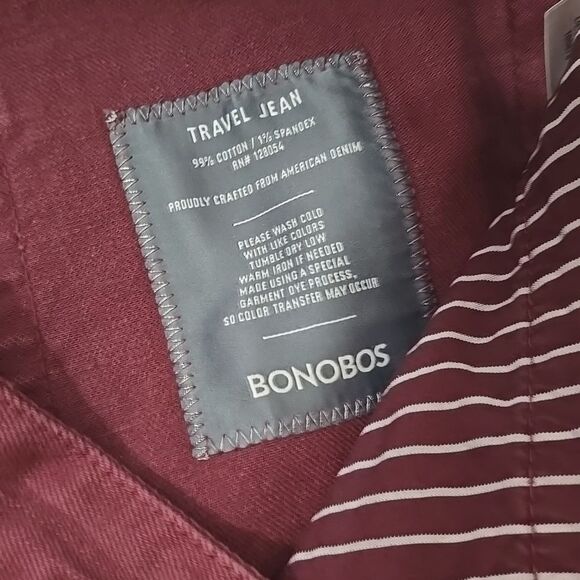 TRAVEL JEAN
99% COTTON / 1% SPANDEX
RN# 128054
PROUDLY CRAFTED FROM AMERICAN DENIM
PLEASE WASH COLD
WITH LIKE COLORS
TUMBLE DRY LOW
WARM IRON IF NEEDED
MADE USING A SPECIAL
GARMENT DYE PROCESS,
SO COLOR TRANSFER MAY OCCUR
BONOBOS